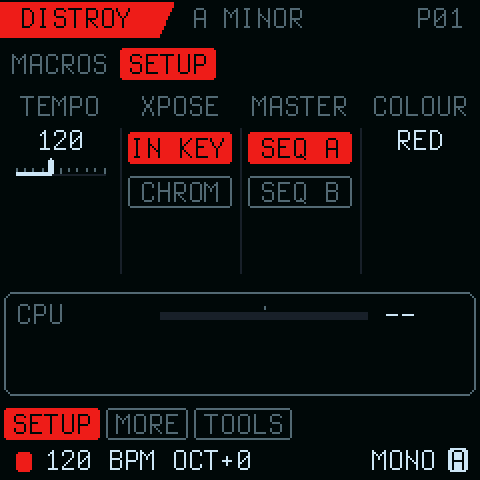 DISTROY A MINOR P01
MACROS SETUP
TEMPO XPOSE MASTER COLOUR
120 IN KEY SEQ A RED
CHROM SEQ B
CPU --
SETUP MORE TOOLS
120 BPM OCT+0 MONO A